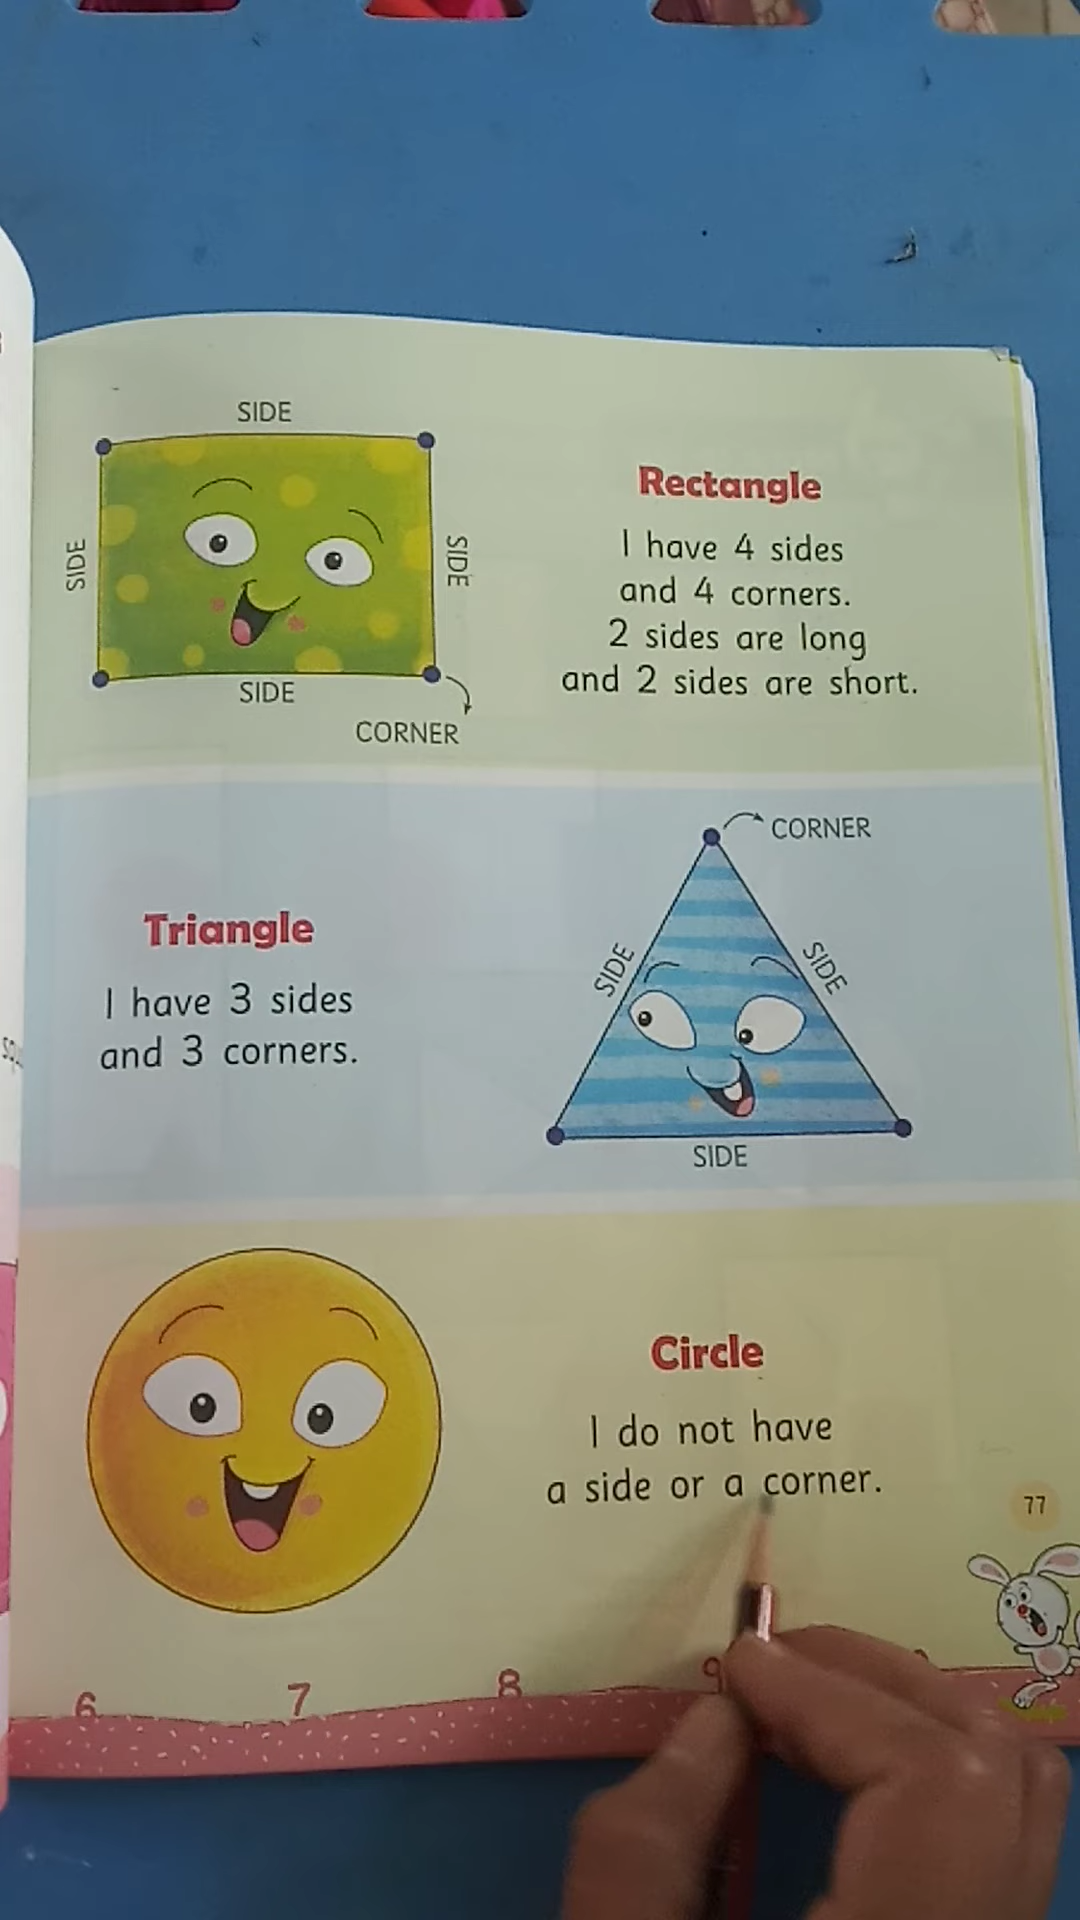 SIDE
SIDE
SIDE
SIDE
CORNER
Rectangle
I have 4 sides
and 4 corners.
2 sides are long
and 2 sides are short.
Triangle
I have 3 sides
and 3 corners.
CORNER
SIDE
SIDE
SIDE
Circle
I do not have
a side or a corner.
77
6 7 8 9